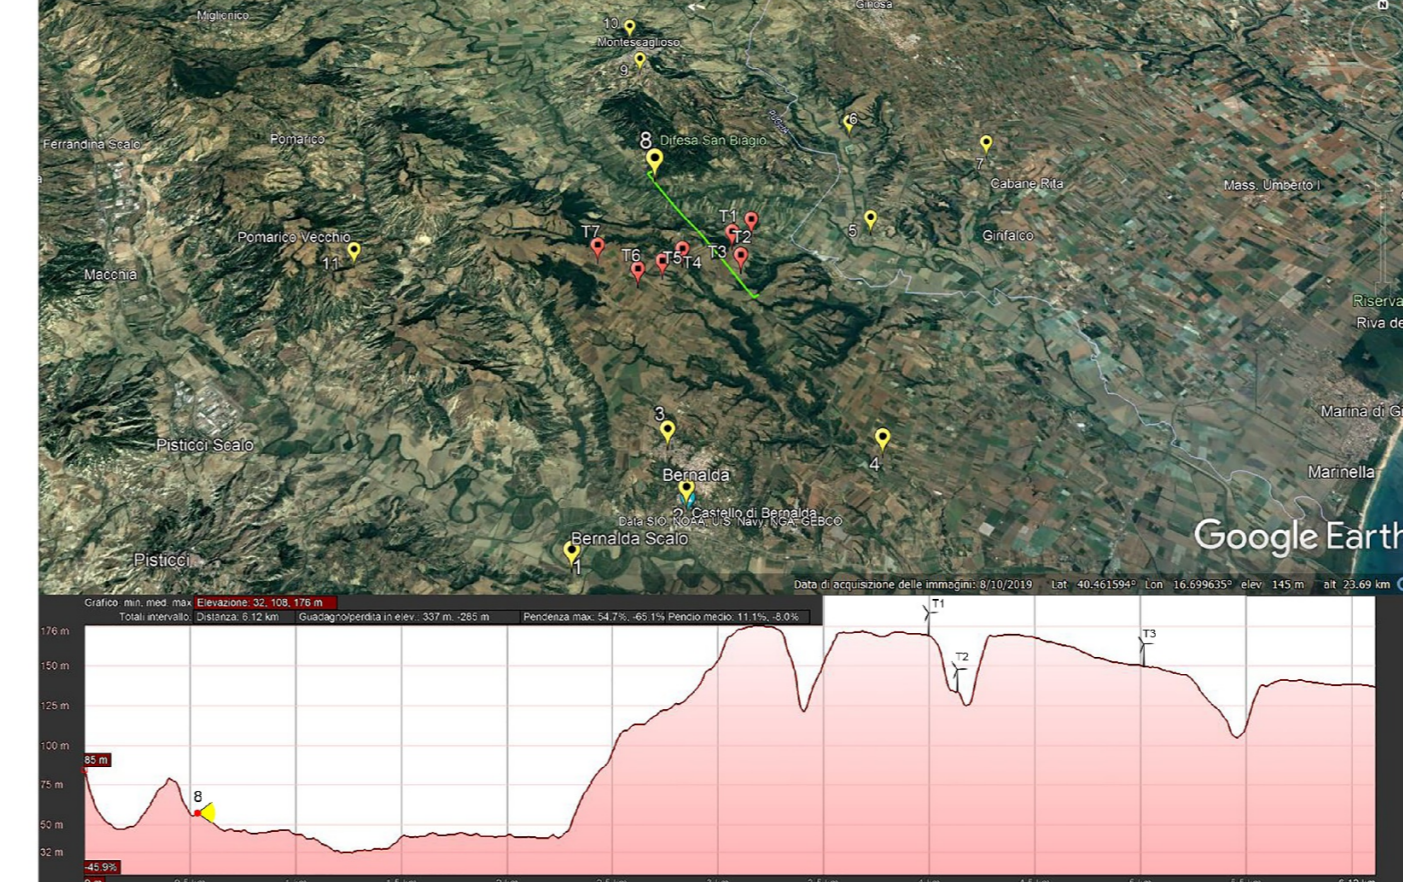 Miglionico
10
Ginosa
N
Montescaglioso
9
6
Ferrandina Scalo
Pomarico
8
Difesa San Biagio
Puglia
7
Cabane Rita
Mass. Umberto I
T7
T1
T2
5
Pomarico Vecchio
11
T6
T5
T4
T3
Girifalco
Macchia
Riserva
Riva de
3
Marina di G
Pisticci Scalo
4
Bernalda
Marinella
2
Castello di Bernalda
Data SIO, NOAA, U.S. Navy, NGA, GEBCO
Bernalda Scalo
Google Earth
Pisticci
1
Data di acquisizione delle immagini: 8/10/2019 Lat 40.461594° Lon 16.699635° elev 145 m alt 23.69 km
Grafico: min, med, max Elevazione: 32, 108, 176 m
Totali intervallo: Distanza: 6.12 km Guadagno/perdita in elev.: 337 m, -285 m Pendenza max: 54.7%, -65.1% Pendio medio: 11.1%, -8.0%
T1
176 m
T3
T2
150 m
125 m
100 m
85 m
75 m
8
50 m
32 m
-45.9%